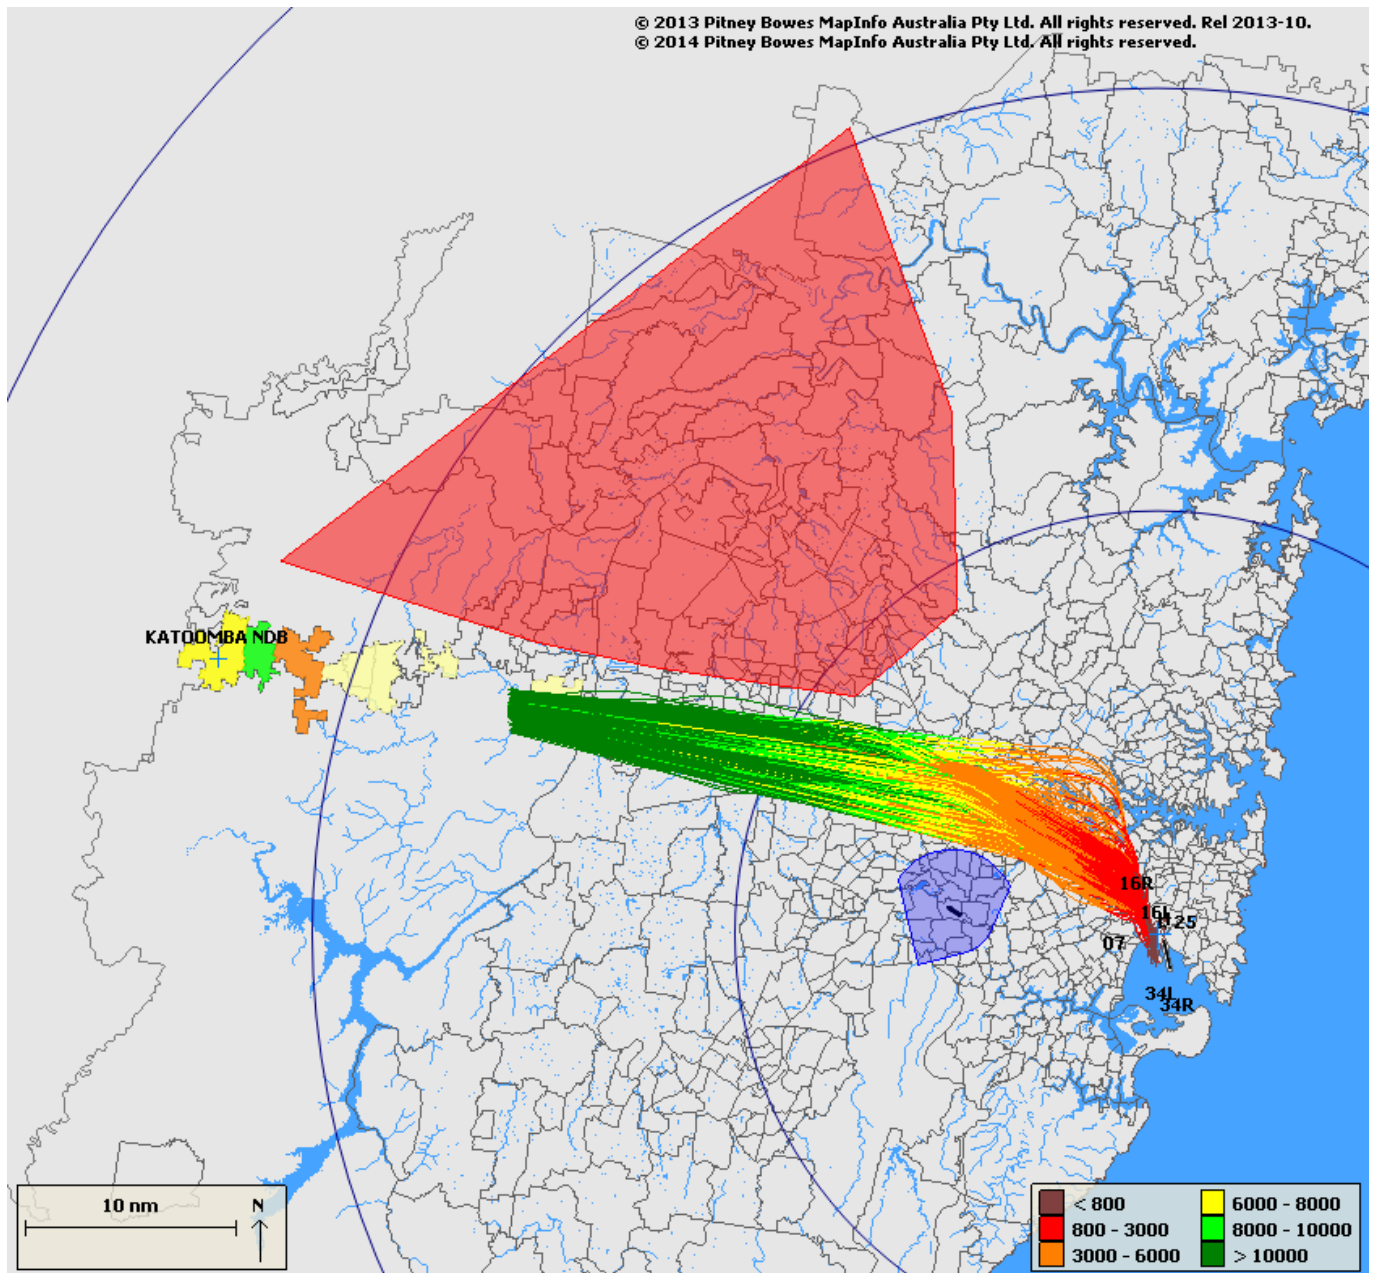 © 2013 Pitney Bowes MapInfo Australia Pty Ltd. All rights reserved. Rel 2013-10.
© 2014 Pitney Bowes MapInfo Australia Pty Ltd. All rights reserved.
KATOOMBA NDB
16R
16L
25
07
34L
34R
10 nm
N
< 800
800 - 3000
3000 - 6000
6000 - 8000
8000 - 10000
> 10000